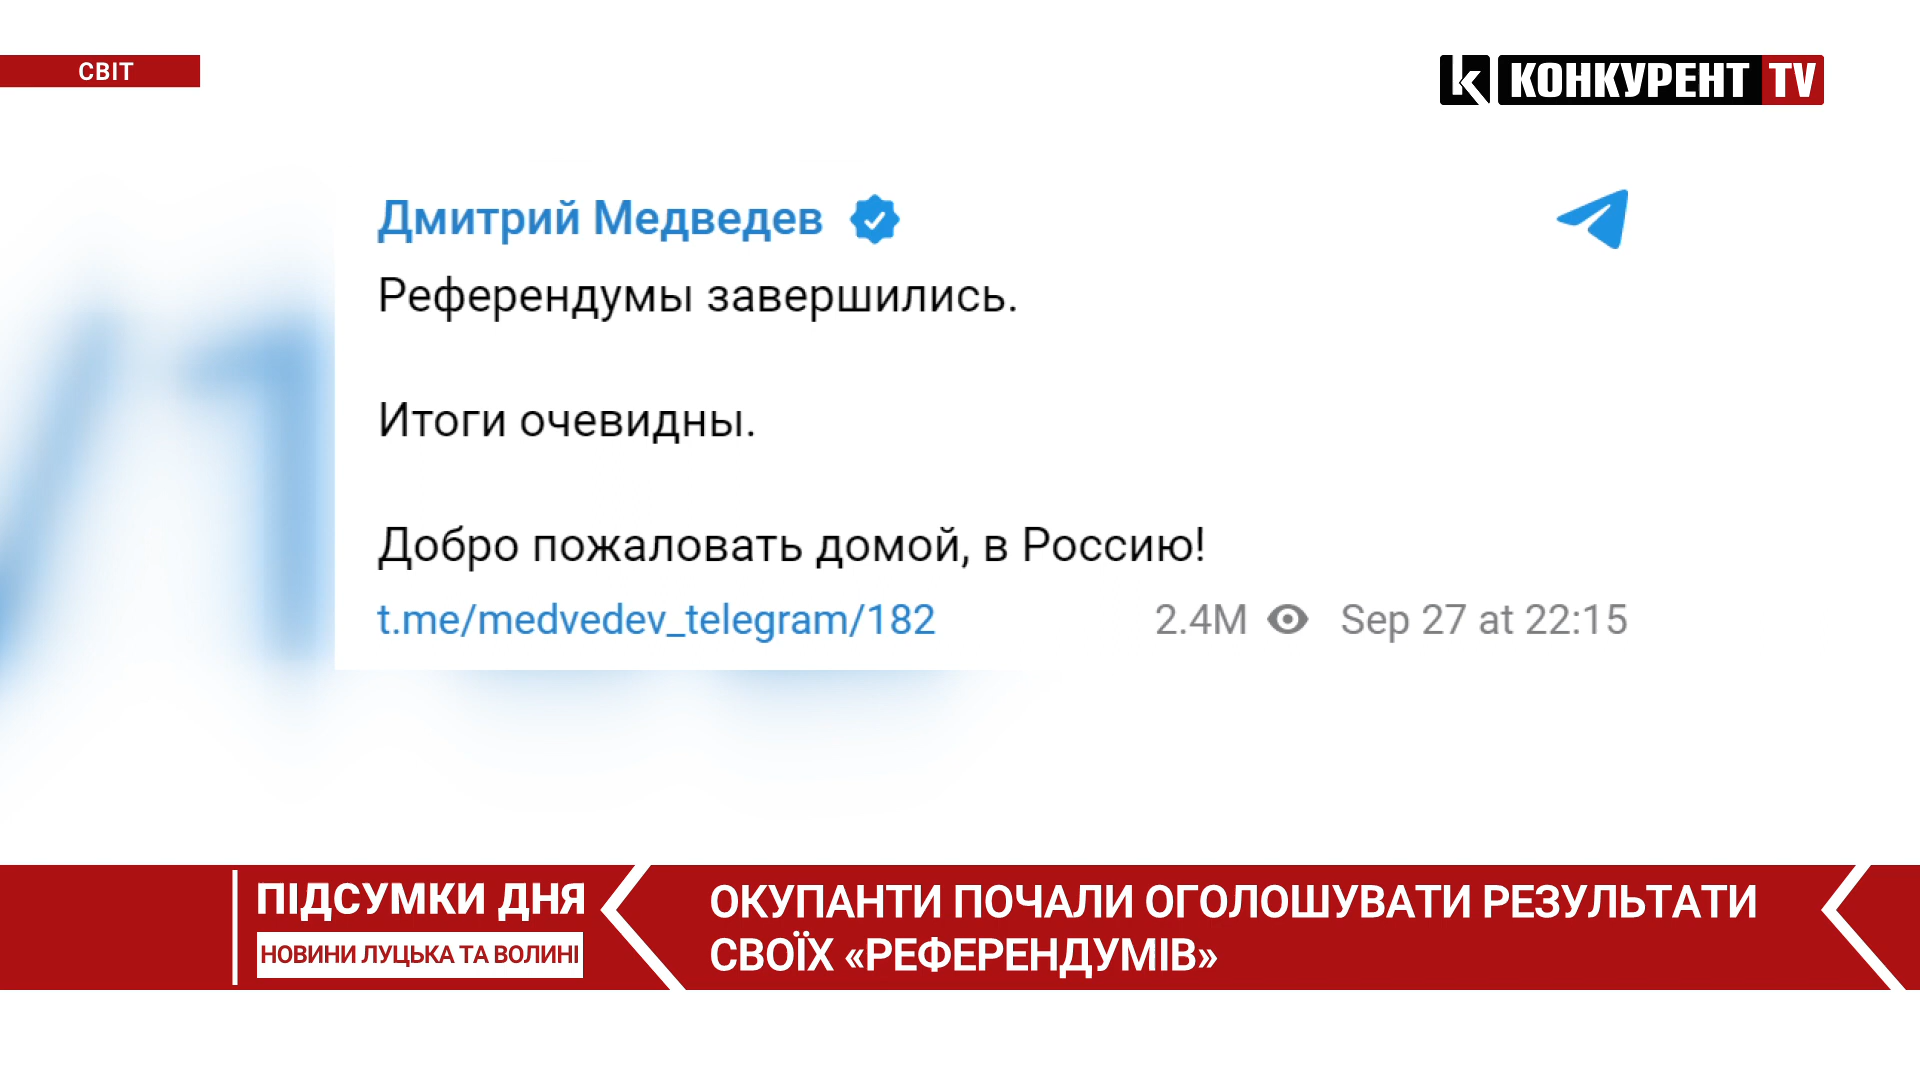 СВІТ
k КОНКУРЕНТ TV
Дмитрий Медведев
Референдумы завершились.
Итоги очевидны.
Добро пожаловать домой, в Россию!
t.me/medvedev_telegram/182 2.4M Sep 27 at 22:15
ПІДСУМКИ ДНЯ
НОВИНИ ЛУЦЬКА ТА ВОЛИНІ
ОКУПАНТИ ПОЧАЛИ ОГОЛОШУВАТИ РЕЗУЛЬТАТИ
СВОЇХ «РЕФЕРЕНДУМІВ»